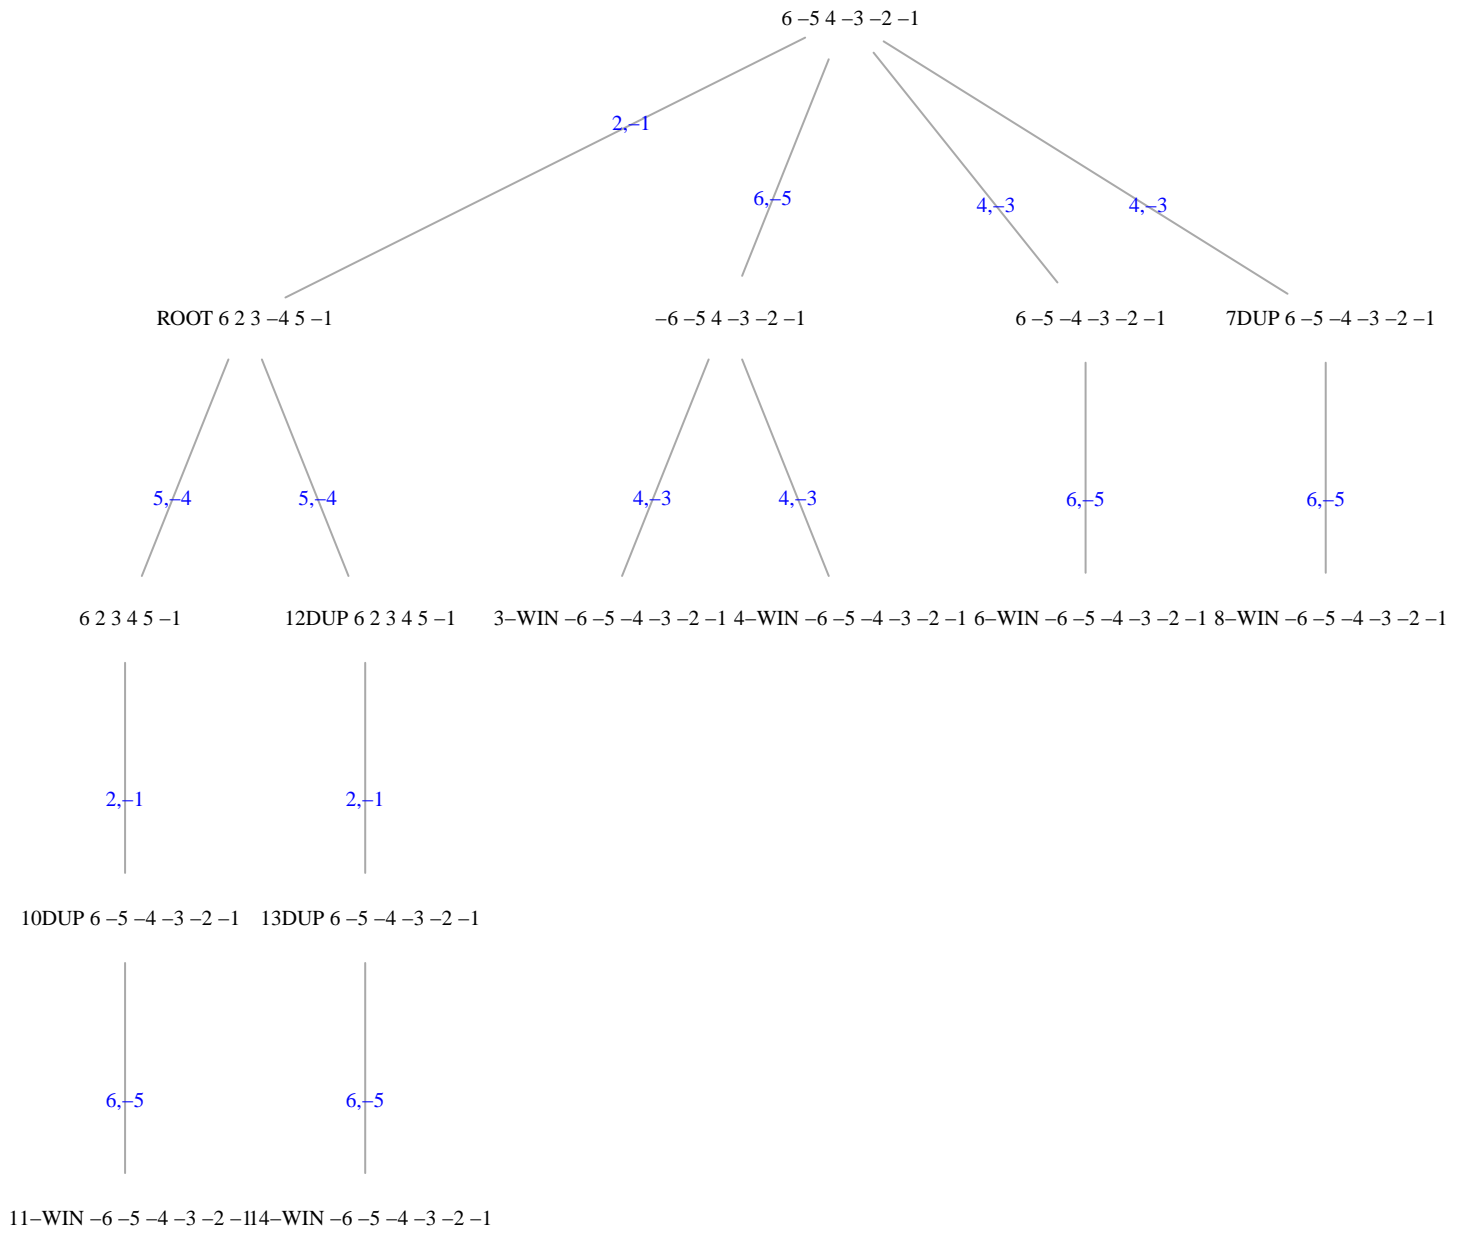 6 –5 4 –3 –2 –1
2,–1
6,–5
4,–3
4,–3
ROOT 6 2 3 –4 5 –1
–6 –5 4 –3 –2 –1
6 –5 –4 –3 –2 –1
7DUP 6 –5 –4 –3 –2 –1
5,–4
5,–4
4,–3
4,–3
6,–5
6,–5
6 2 3 4 5 –1
12DUP 6 2 3 4 5 –1
3–WIN –6 –5 –4 –3 –2 –1
4–WIN –6 –5 –4 –3 –2 –1
6–WIN –6 –5 –4 –3 –2 –1
8–WIN –6 –5 –4 –3 –2 –1
2,–1
2,–1
10DUP 6 –5 –4 –3 –2 –1
13DUP 6 –5 –4 –3 –2 –1
6,–5
6,–5
11–WIN –6 –5 –4 –3 –2 –1
14–WIN –6 –5 –4 –3 –2 –1